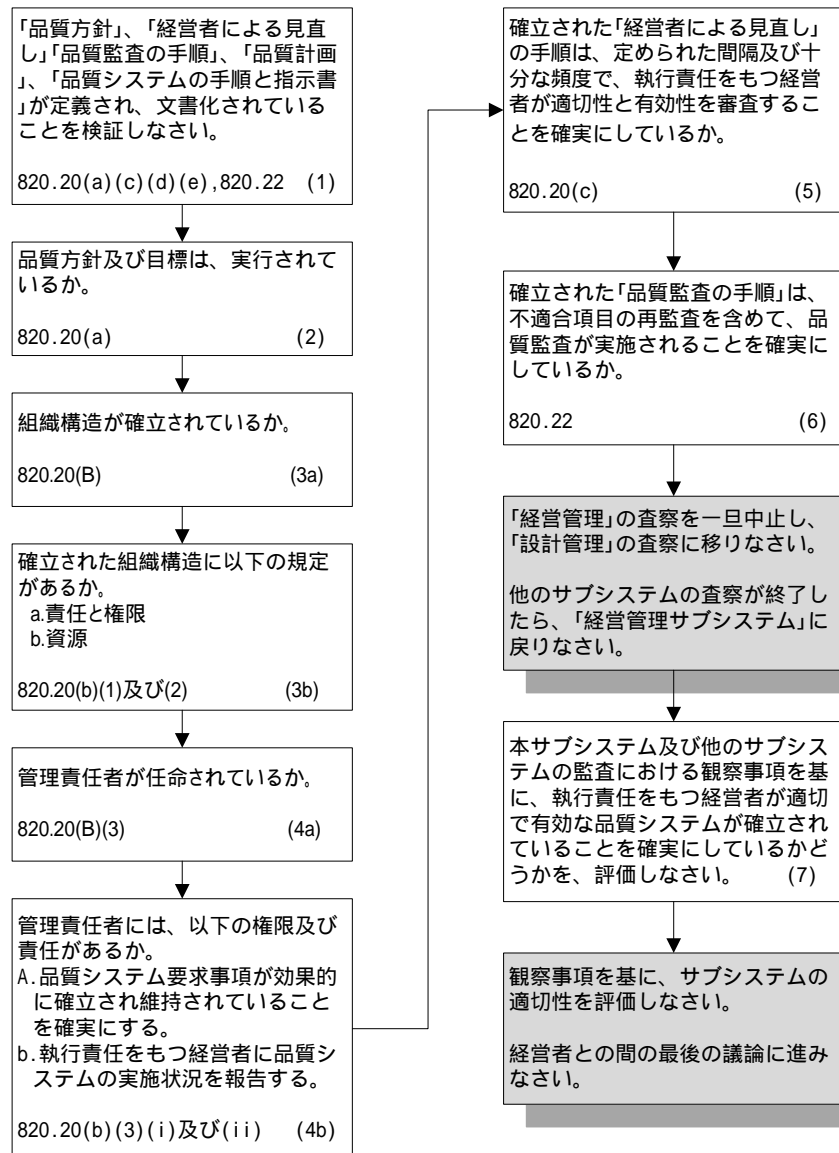 「品質方針」、「経営者による見直
し」「品質監査の手順」、「品質計画
」、「品質システムの手順と指示書
」が定義され、文書化されている
ことを検証しなさい。
820.20(a)(c)(d)(e),820.22 (1)
品質方針及び目標は、実行されて
いるか。
820.20(a) (2)
組織構造が確立されているか。
820.20(B) (3a)
確立された組織構造に以下の規定
があるか。
a.責任と権限
b.資源
820.20(b)(1)及び(2) (3b)
管理責任者が任命されているか。
820.20(B)(3) (4a)
管理責任者には、以下の権限及び
責任があるか。
A.品質システム要求事項が効果的
に確立され維持されていること
を確実にする。
b.執行責任をもつ経営者に品質シ
ステムの実施状況を報告する。
820.20(b)(3)(i)及び(ii) (4b)
確立された「経営者による見直し」
の手順は、定められた間隔及び十
分な頻度で、執行責任をもつ経営
者が適切性と有効性を審査するこ
とを確実にしているか。
820.20(c) (5)
確立された「品質監査の手順」は、
不適合項目の再監査を含めて、品
質監査が実施されることを確実に
しているか。
820.22 (6)
「経営管理」の査察を一旦中止し、
「設計管理」の査察に移りなさい。
他のサブシステムの査察が終了し
たら、「経営管理サブシステム」に
戻りなさい。
本サブシステム及び他のサブシス
テムの監査における観察事項を基
に、執行責任をもつ経営者が適切
で有効な品質システムが確立され
ていることを確実にしているかど
うかを、評価しなさい。 (7)
観察事項を基に、サブシステムの
適切性を評価しなさい。
経営者との間の最後の議論に進み
なさい。